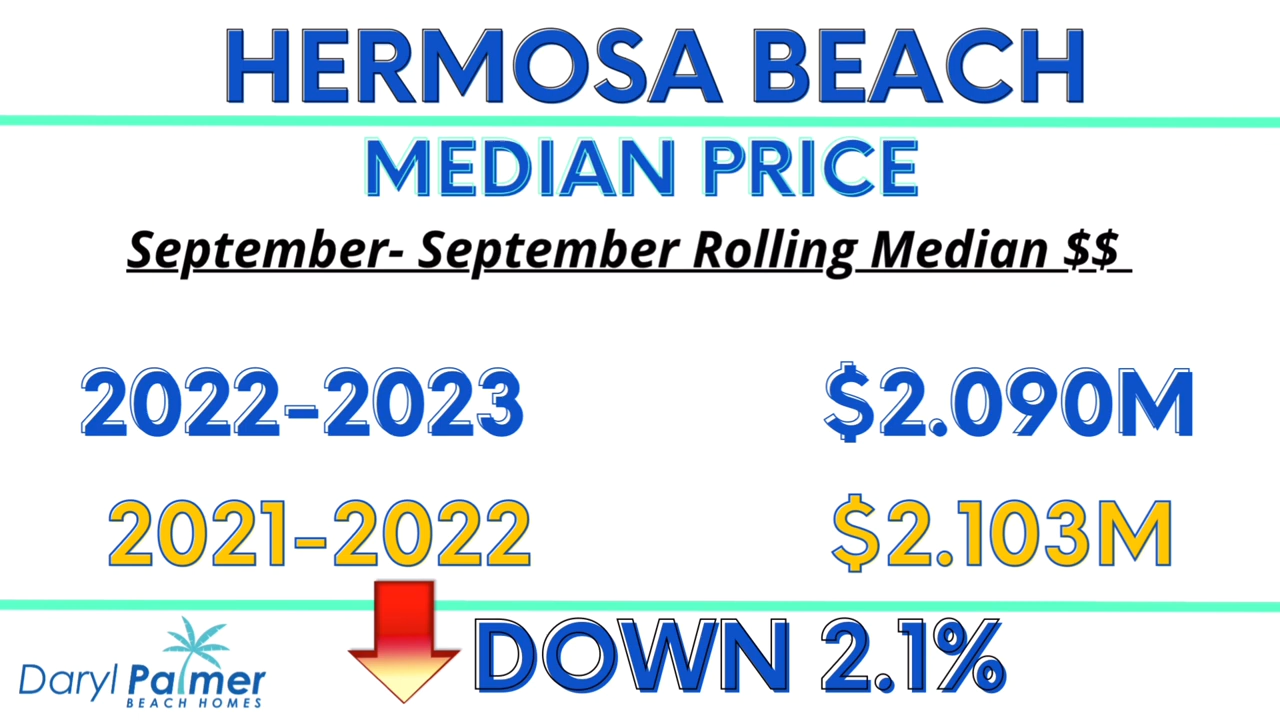 HERMOSA BEACH
MEDIAN PRICE
September- September Rolling Median $$
2022-2023 $2.090M
2021-2022 $2.103M
DOWN 2.1%
Daryl Palmer
BEACH HOMES